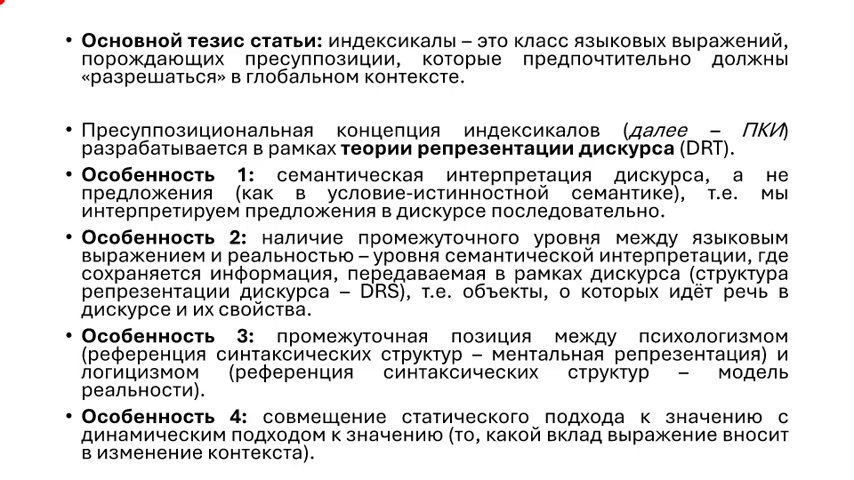 • Основной тезис статьи: индексикалы – это класс языковых выражений,
порождающих пресуппозиции, которые предпочтительно должны
«разрешаться» в глобальном контексте.
• Пресуппозициональная концепция индексикалов (далее – ПКИ)
разрабатывается в рамках теории репрезентации дискурса (DRT).
• Особенность 1: семантическая интерпретация дискурса, а не
предложения (как в условие-истинностной семантике), т.е. мы
интерпретируем предложения в дискурсе последовательно.
• Особенность 2: наличие промежуточного уровня между языковым
выражением и реальностью – уровня семантической интерпретации, где
сохраняется информация, передаваемая в рамках дискурса (структура
репрезентации дискурса – DRS), т.е. объекты, о которых идёт речь в
дискурсе и их свойства.
• Особенность 3: промежуточная позиция между психологизмом
(референция синтаксических структур – ментальная репрезентация) и
логицизмом (референция синтаксических структур – модель
реальности).
• Особенность 4: совмещение статического подхода к значению с
динамическим подходом к значению (то, какой вклад выражение вносит
в изменение контекста).